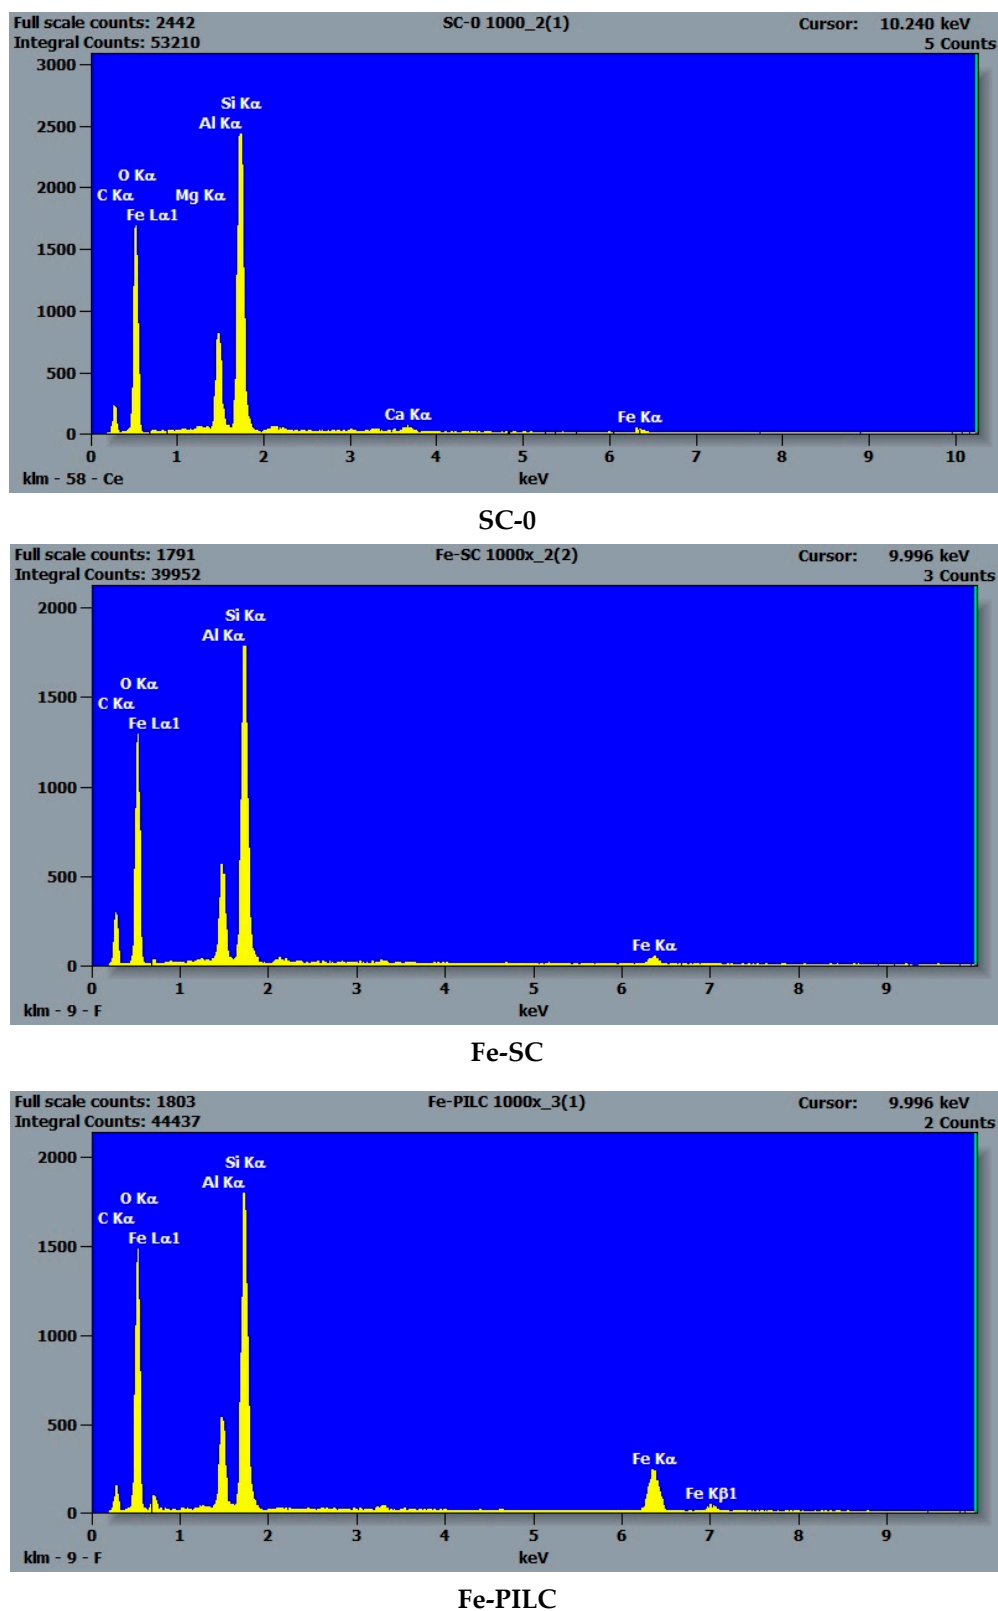 Full scale counts: 2442 SC-0 1000_2(1) Cursor: 10.240 keV
Integral Counts: 53210 5 Counts
3000
Si Kα
2500
Al Kα
2000
O Kα
C Kα Mg Kα
Fe Lα1
1500
1000
500
Ca Kα Fe Kα
0
0 1 2 3 4 5 6 7 8 9 10
klm - 58 - Ce keV
SC-0
Full scale counts: 1791 Fe-SC 1000x_2(2) Cursor: 9.996 keV
Integral Counts: 39952 3 Counts
2000
Si Kα
Al Kα
O Kα
1500
C Kα
Fe Lα1
1000
500
Fe Kα
0
0 1 2 3 4 5 6 7 8 9
klm - 9 - F keV
Fe-SC
Full scale counts: 1803 Fe-PILC 1000x_3(1) Cursor: 9.996 keV
Integral Counts: 44437 2 Counts
2000
Si Kα
Al Kα
O Kα
C Kα
Fe Lα1
1500
1000
500
Fe Kα
Fe Kβ1
0
0 1 2 3 4 5 6 7 8 9
klm - 9 - F keV
Fe-PILC